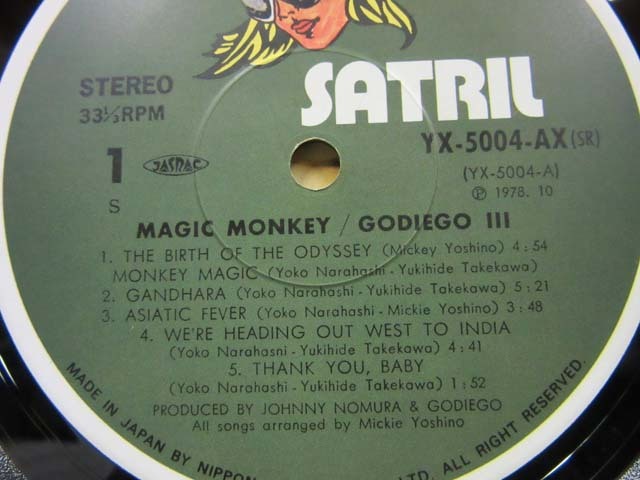 SATRIL
STEREO
33⅓RPM
YX-5004-AX(SR)
1
JASRAC
(YX-5004-A)
S
Ⓟ 1978. 10
MAGIC MONKEY / GODIEGO III
1. THE BIRTH OF THE ODYSSEY (Mickey Yoshino) 4:54
MONKEY MAGIC (Yoko Narahashi - Yukihide Takekawa)
2. GANDHARA (Yoko Narahashi - Yukihide Takekawa) 5:21
3. ASIATIC FEVER (Yoko Narahashi - Mickie Yoshino) 3:48
4. WE'RE HEADING OUT WEST TO INDIA
(Yoko Narahasni - Yukihide Takekawa) 4:41
5. THANK YOU, BABY
(Yoko Narahashi - Yukihide Takekawa) 1:52
PRODUCED BY JOHNNY NOMURA & GODIEGO
All songs arranged by Mickie Yoshino
MADE IN JAPAN BY NIPPON LTD. ALL RIGHT RESERVED.